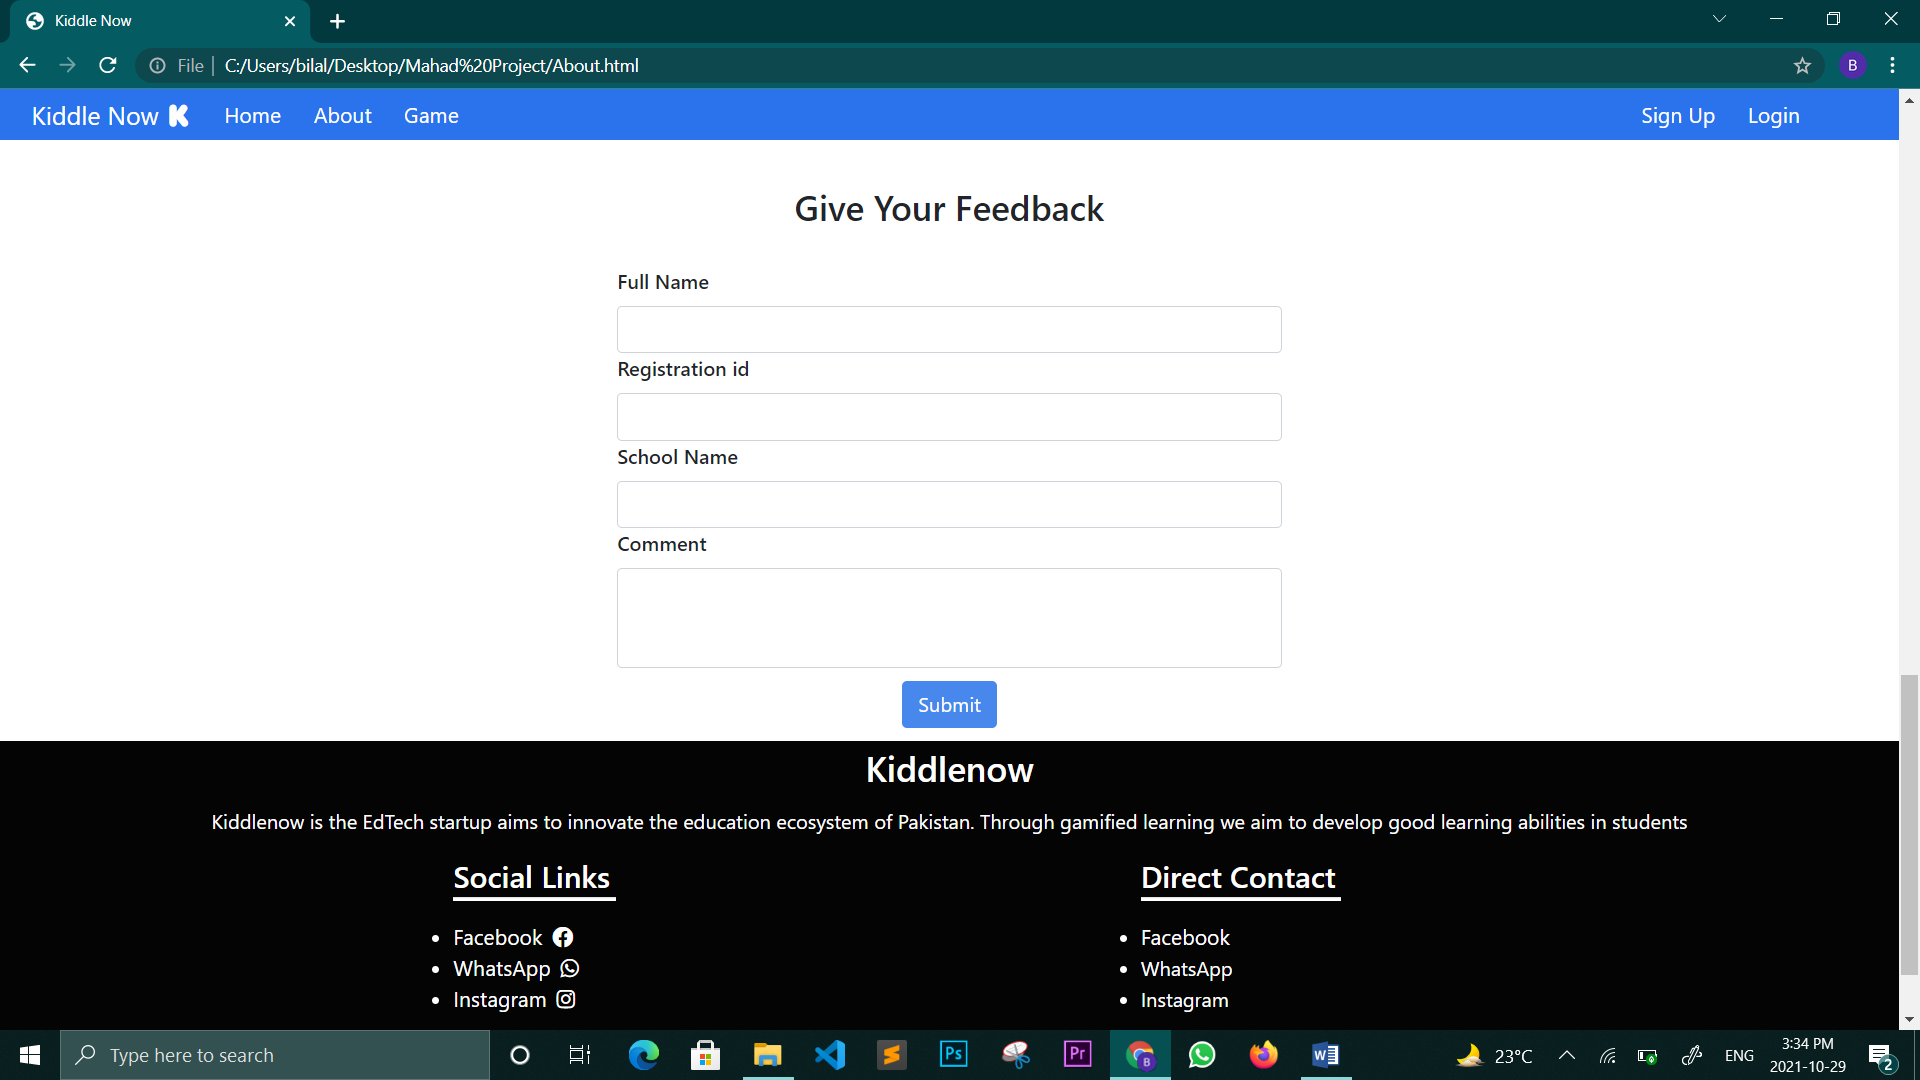 Kiddle Now
File
C:/Users/bilal/Desktop/Mahad%20Project/About.html
B
Kiddle Now K Home About Game Sign Up Login
Give Your Feedback
Full Name
Registration id
School Name
Comment
Submit
Kiddlenow
Kiddlenow is the EdTech startup aims to innovate the education ecosystem of Pakistan. Through gamified learning we aim to develop good learning abilities in students
Social Links
Facebook
WhatsApp
Instagram
Direct Contact
Facebook
WhatsApp
Instagram
Type here to search
Ps
Pr
B
W
23°C
ENG
3:34 PM
2021-10-29
2